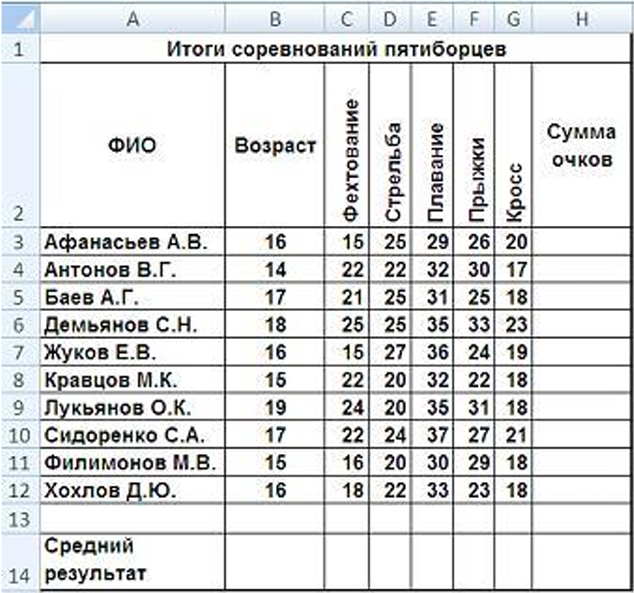 A B C D E F G H
1 Итоги соревнований пятиборцев
2 ФИО Возраст Фехтование Стрельба Плавание Прыжки Кросс Сумма очков
3 Афанасьев А.В. 16 15 25 29 26 20
4 Антонов В.Г. 14 22 22 32 30 17
5 Баев А.Г. 17 21 25 31 25 18
6 Демьянов С.Н. 18 25 25 35 33 23
7 Жуков Е.В. 16 15 27 36 24 19
8 Кравцов М.К. 15 22 20 32 22 18
9 Лукьянов О.К. 19 24 20 35 31 18
10 Сидоренко С.А. 17 22 24 37 27 21
11 Филимонов М.В. 15 16 20 30 29 18
12 Хохлов Д.Ю. 16 18 22 33 23 18
13
14 Средний
результат